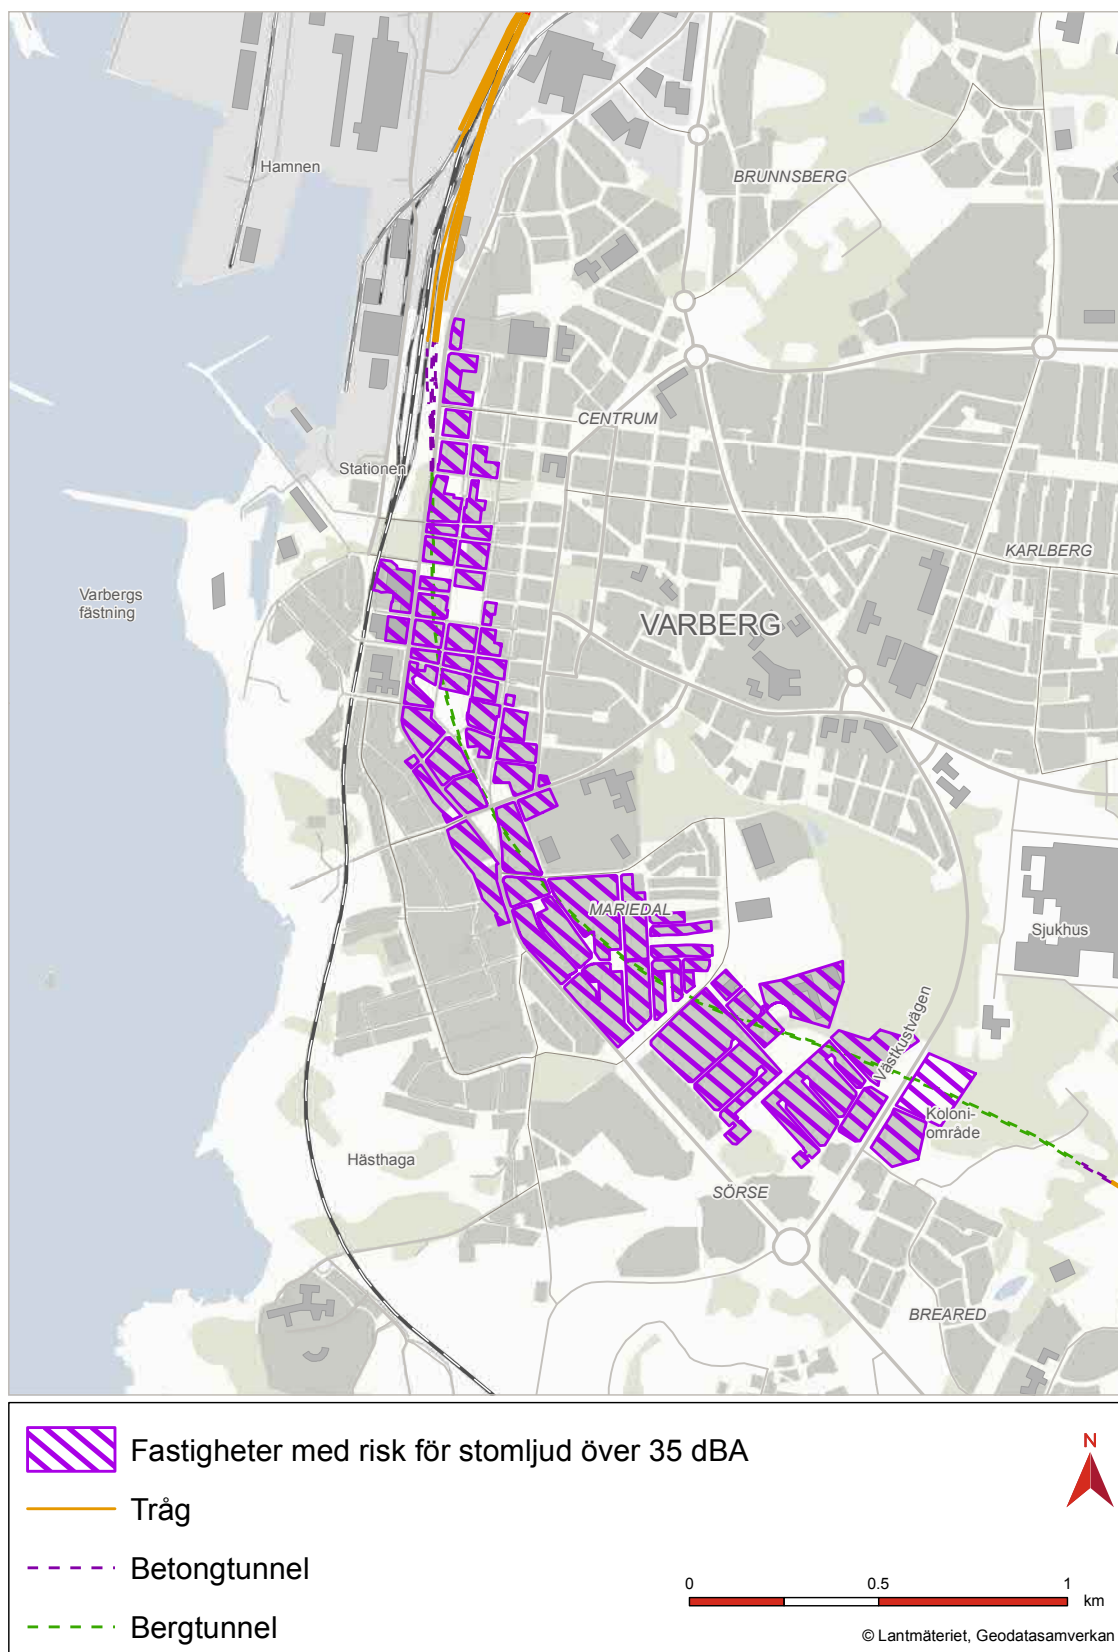 Hamnen
BRUNNSBERG
CENTRUM
Stationen
KARLBERG
Varbergs
fästning
VARBERG
MARIEDAL
Sjukhus
Västkustvägen
Koloni-
område
Hästhaga
SÖRSE
BREARED
Fastigheter med risk för stomljud över 35 dBA
N
Tråg
Betongtunnel
0 0.5 1
km
Bergtunnel
© Lantmäteriet, Geodatasamverkan